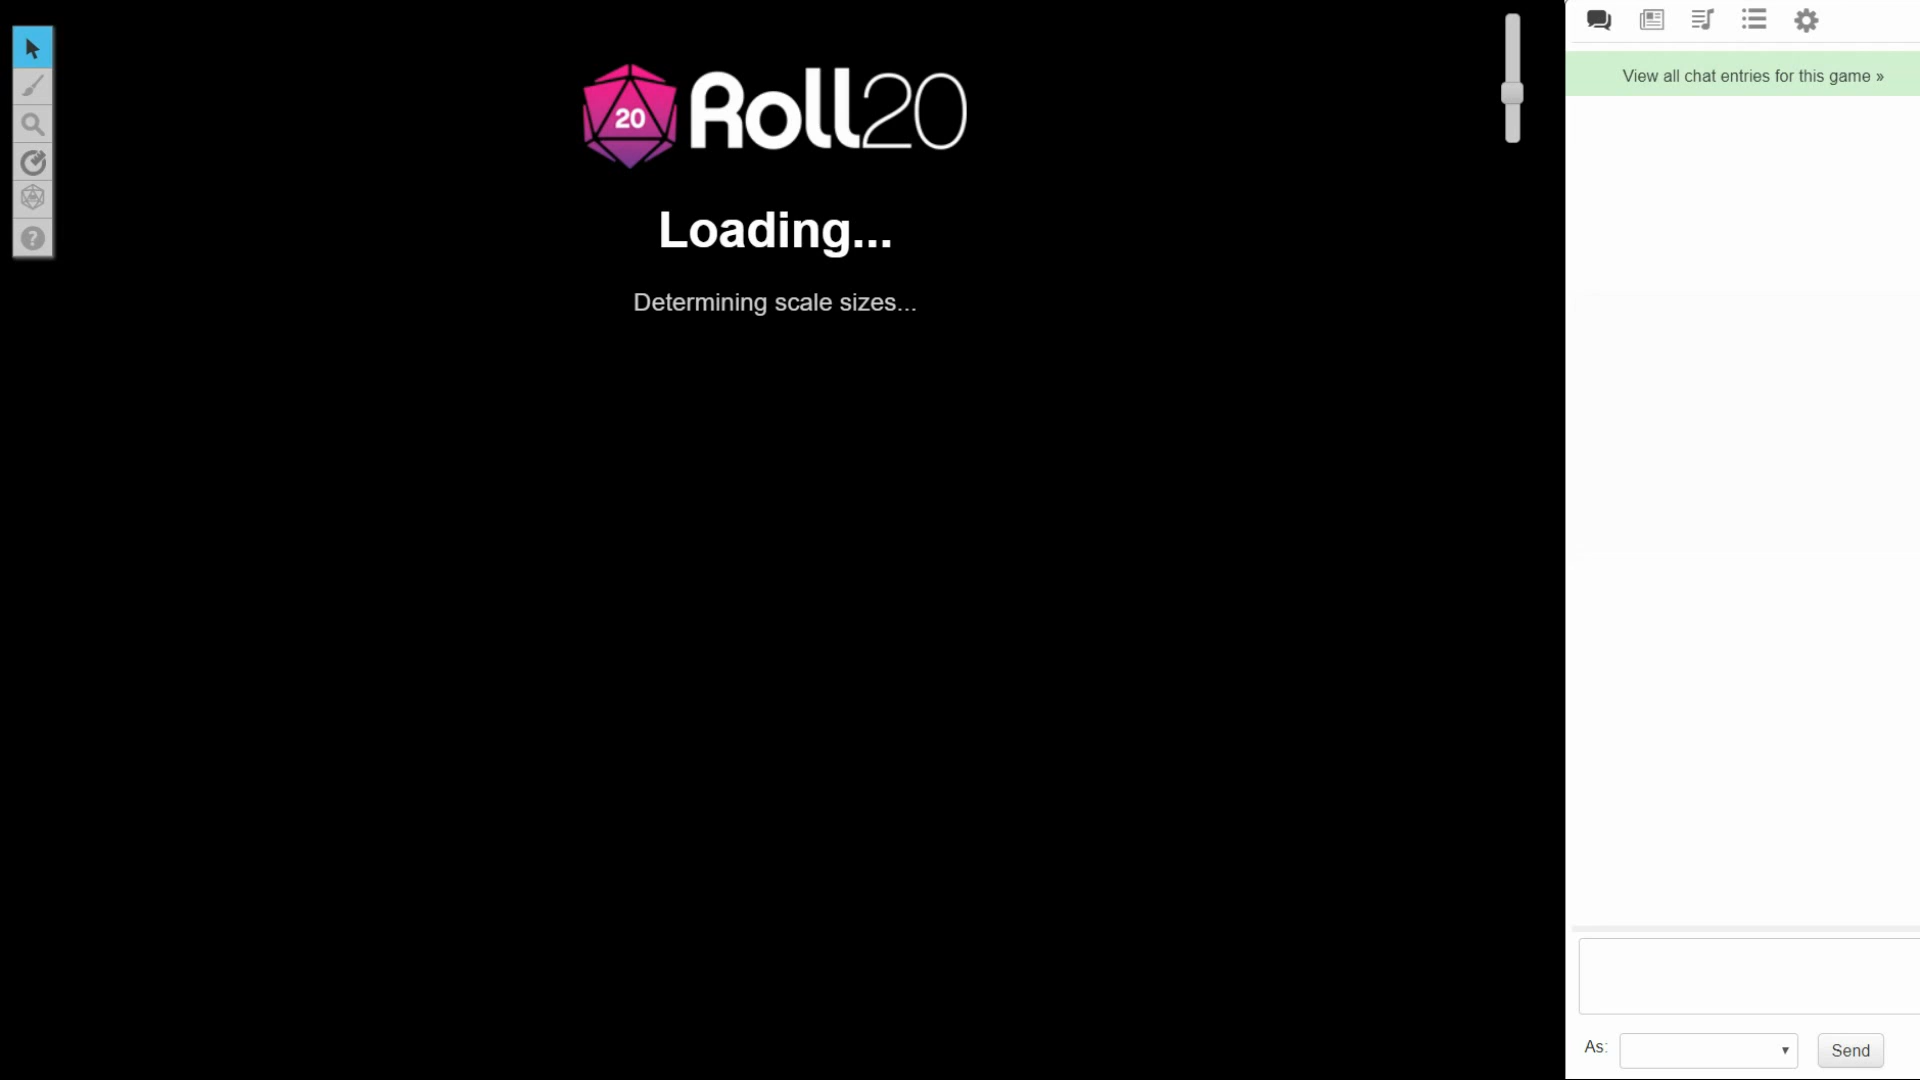 20 Roll20
Loading...
Determining scale sizes...
View all chat entries for this game »
?
As:
Send